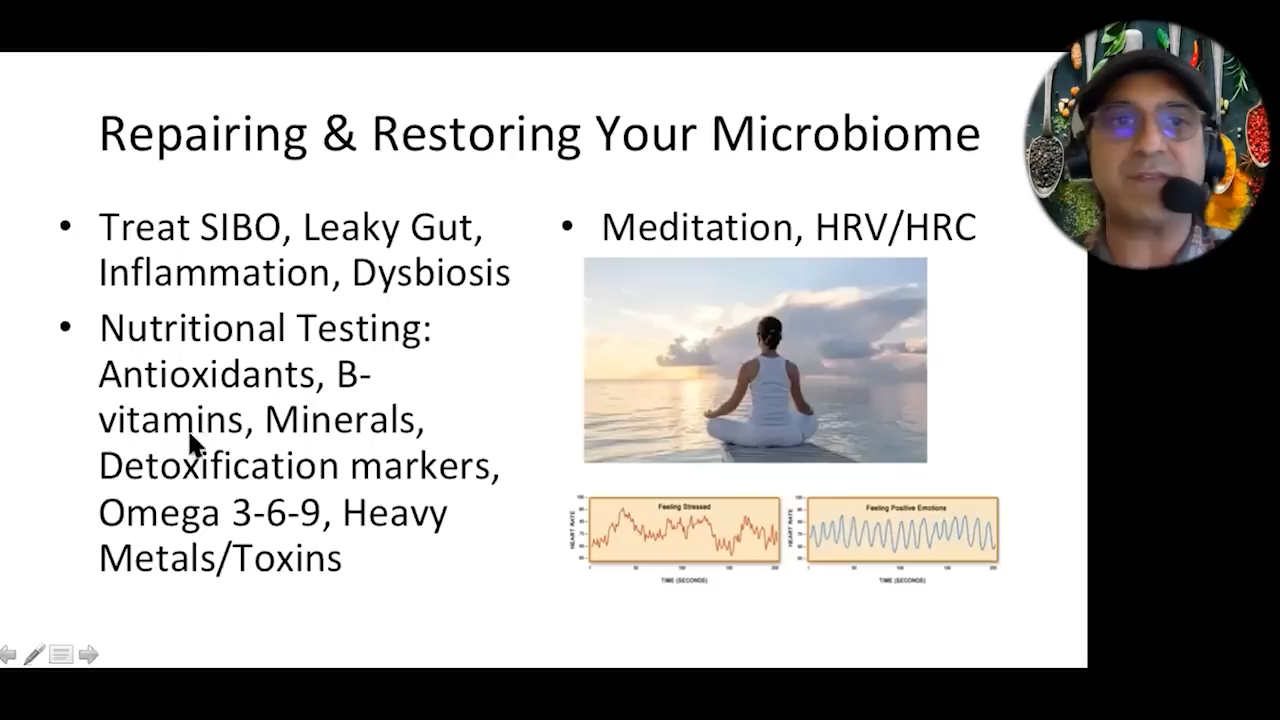 Repairing & Restoring Your Microbiome
• Treat SIBO, Leaky Gut,
Inflammation, Dysbiosis
• Nutritional Testing:
Antioxidants, B-
vitamins, Minerals,
Detoxification markers,
Omega 3-6-9, Heavy
Metals/Toxins
• Meditation, HRV/HRC
Feeling Stressed
HEART RATE
TIME (SECONDS)
Feeling Positive Emotions
HEART RATE
TIME (SECONDS)